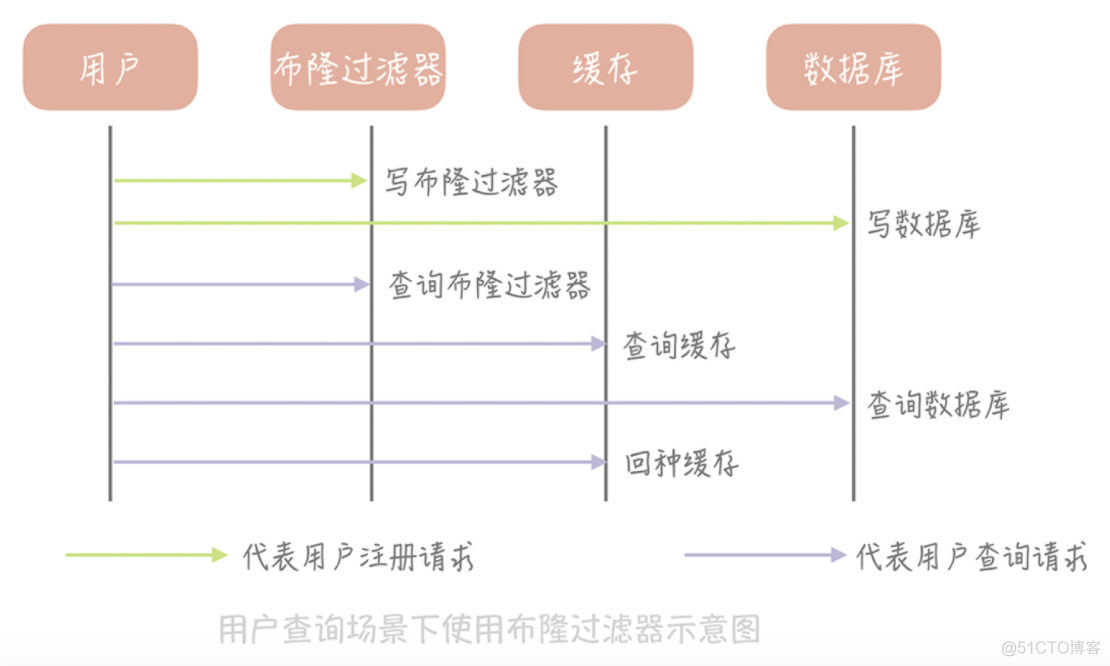 用户
布隆过滤器
缓存
数据库
写布隆过滤器
写数据库
查询布隆过滤器
查询缓存
查询数据库
回种缓存
代表用户注册请求
代表用户查询请求
用户查询场景下使用布隆过滤器示意图
@51CTO博客